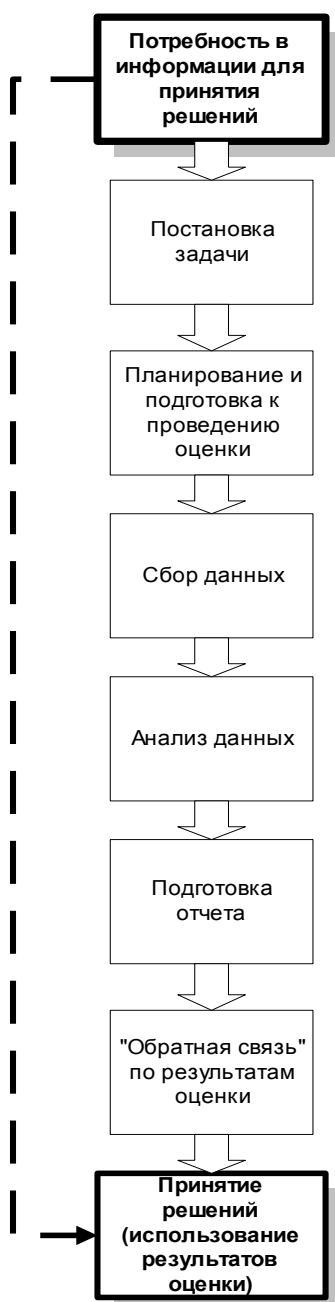 Потребность в
информации для
принятия
решений
Постановка
задачи
Планирование и
подготовка к
проведению
оценки
Сбор данных
Анализ данных
Подготовка
отчета
"Обратная связь"
по результатам
оценки
Принятие
решений
(использование
результатов
оценки)